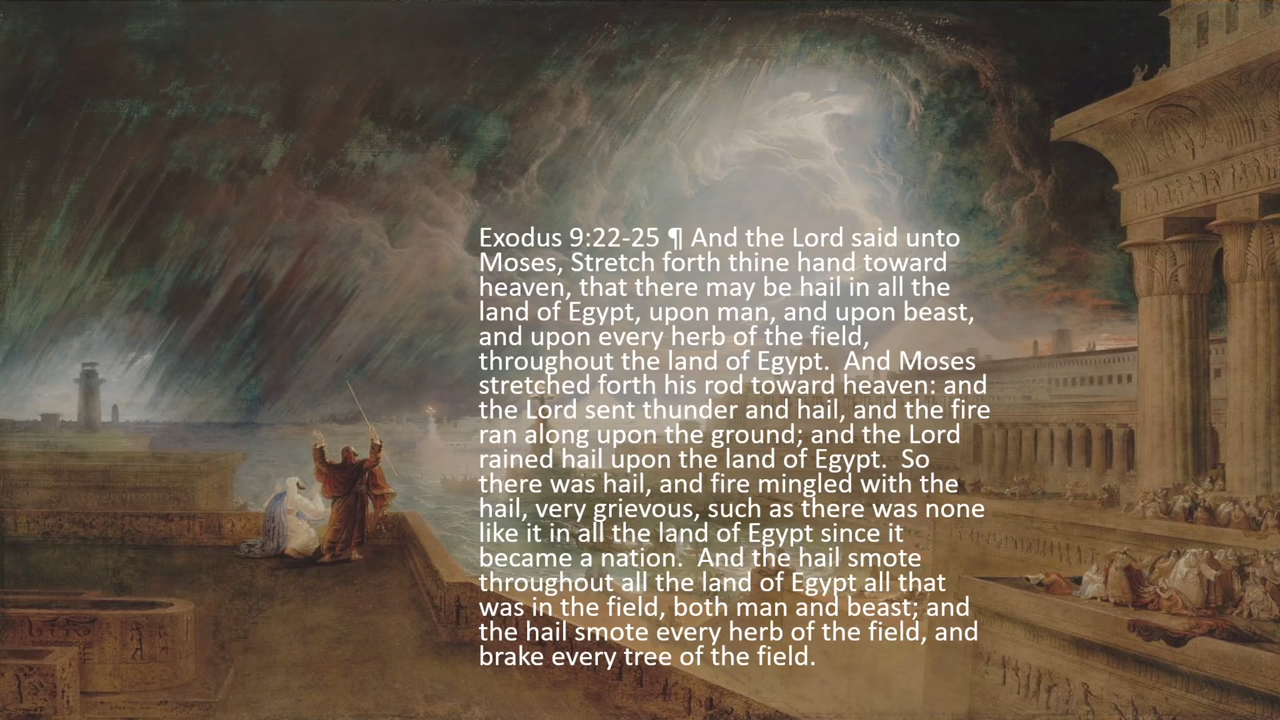 Exodus 9:22-25 ¶ And the Lord said unto
Moses, Stretch forth thine hand toward
heaven, that there may be hail in all the
land of Egypt, upon man, and upon beast,
and upon every herb of the field,
throughout the land of Egypt.  And Moses
stretched forth his rod toward heaven: and
the Lord sent thunder and hail, and the fire
ran along upon the ground; and the Lord
rained hail upon the land of Egypt.  So
there was hail, and fire mingled with the
hail, very grievous, such as there was none
like it in all the land of Egypt since it
became a nation.  And the hail smote
throughout all the land of Egypt all that
was in the field, both man and beast; and
the hail smote every herb of the field, and
brake every tree of the field.